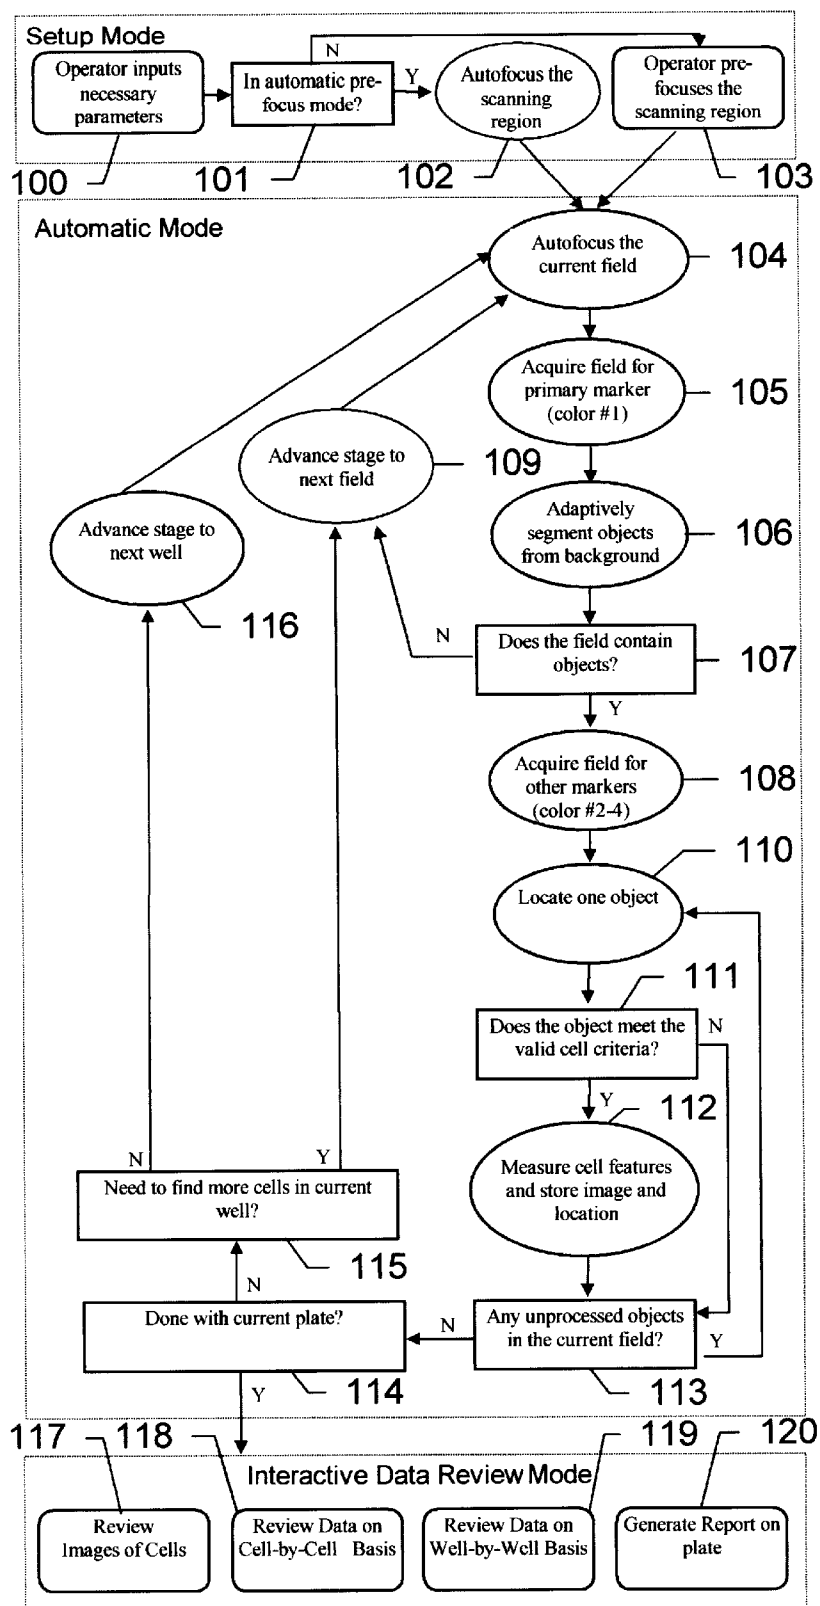 Setup Mode
Operator inputs
necessary
parameters
In automatic pre-
focus mode?
N
Y
Autofocus the
scanning
region
Operator pre-
focuses the
scanning region
100
101
102
103
Automatic Mode
Autofocus the
current field
104
Acquire field for
primary marker
(color #1)
105
Advance stage to
next field
109
Adaptively
segment objects
from background
106
Advance stage to
next well
116
Does the field contain
objects?
107
N
Y
Acquire field for
other markers
(color #2-4)
108
110
Locate one object
111
Does the object meet the
valid cell criteria?
N
Y
112
Measure cell features
and store image and
location
N
Y
Need to find more cells in current
well?
115
N
Done with current plate?
114
N
Any unprocessed objects
in the current field?
Y
113
Y
117
118
119
120
Interactive Data Review Mode
Review
Images of Cells
Review Data on
Cell-by-Cell Basis
Review Data on
Well-by-Well Basis
Generate Report on
plate